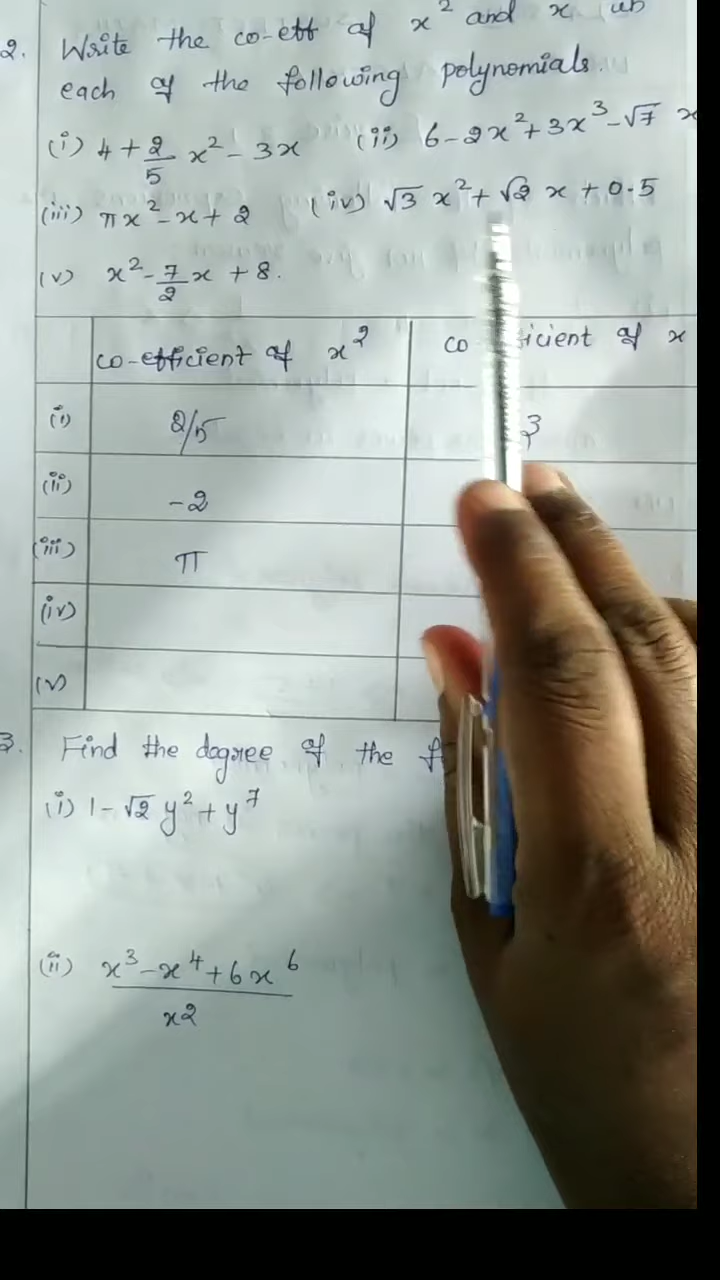 2. Write the co-eff of x² and x in
each of the following polynomials.
(i) 4 + 2/5 x² - 3x (ii) 6 - 2x² + 3x³ - √7 x
(iii) πx² - x + 2 (iv) √3 x² + √2 x + 0.5
(v) x² - 7/2 x + 8.
co-efficient of x² co icient of x
(i) 2/5 3
(ii) -2
(iii) π
(iv)
(v)
3. Find the degree of the f
(i) 1 - √2 y² + y⁷
(ii) x³ - x⁴ + 6x⁶
x2